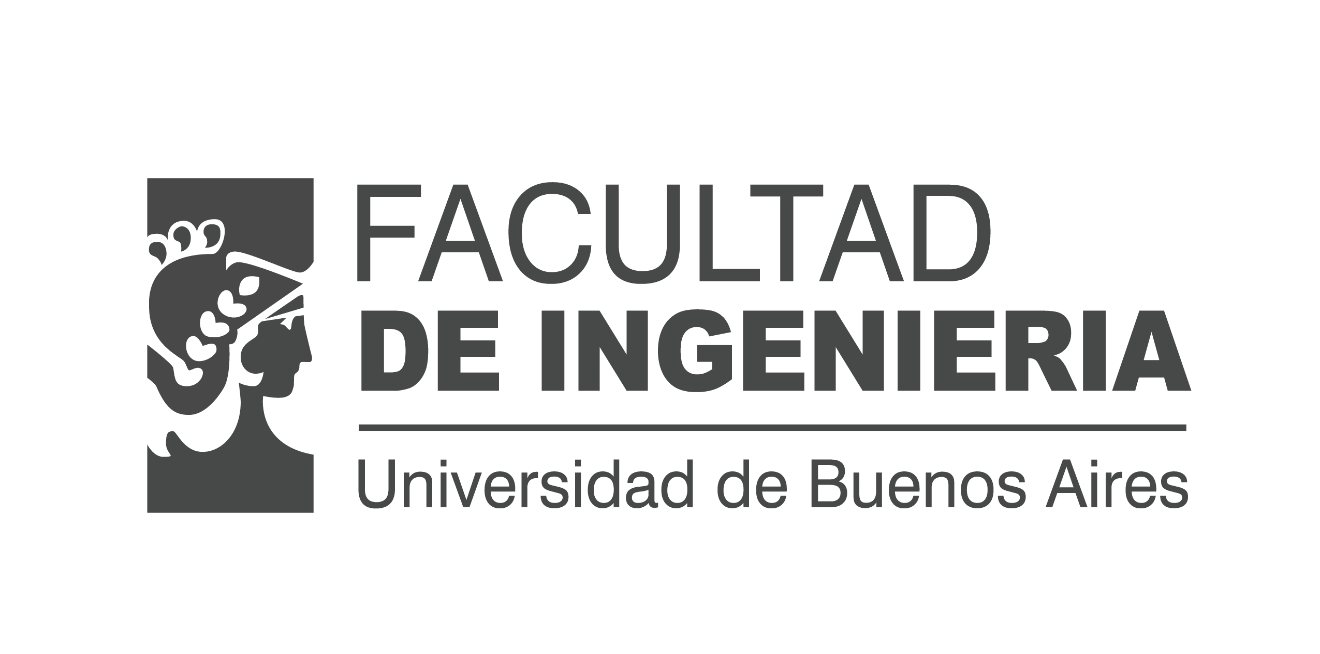 FACULTAD
DE INGENIERIA
Universidad de Buenos Aires